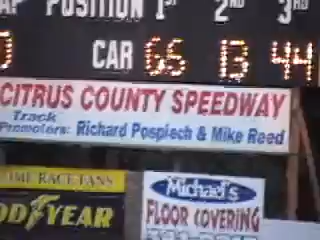 POSITION 1ST 2ND 3RD
CAR 66 13 44
CITRUS COUNTY SPEEDWAY
Track
Promoters: Richard Pospiech & Mike Reed
RACE FANS
Michael's
FLOOR COVERING
GOODYEAR